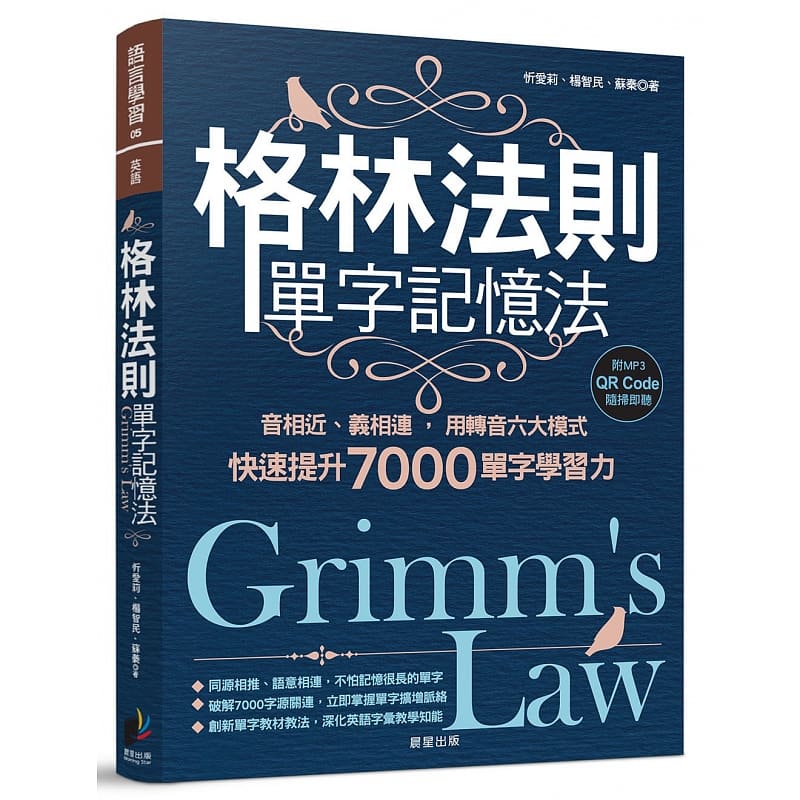 語言學習
05
英語
格林法則
單字記憶法
Grimm's Law
忻愛莉、楊智民、蘇秦◎著
晨星出版
Morning Star
忻愛莉、楊智民、蘇秦◎著
格林法則
單字記憶法
附MP3
QR Code
隨掃即聽
音相近、義相連，用轉音六大模式
快速提升7000單字學習力
Grimm's
Law
◆ 同源相推、語意相連，不怕記憶很長的單字
◆ 破解7000字源關連，立即掌握單字擴增脈絡
◆ 創新單字教材教法，深化英語字彙教學知能
晨星出版